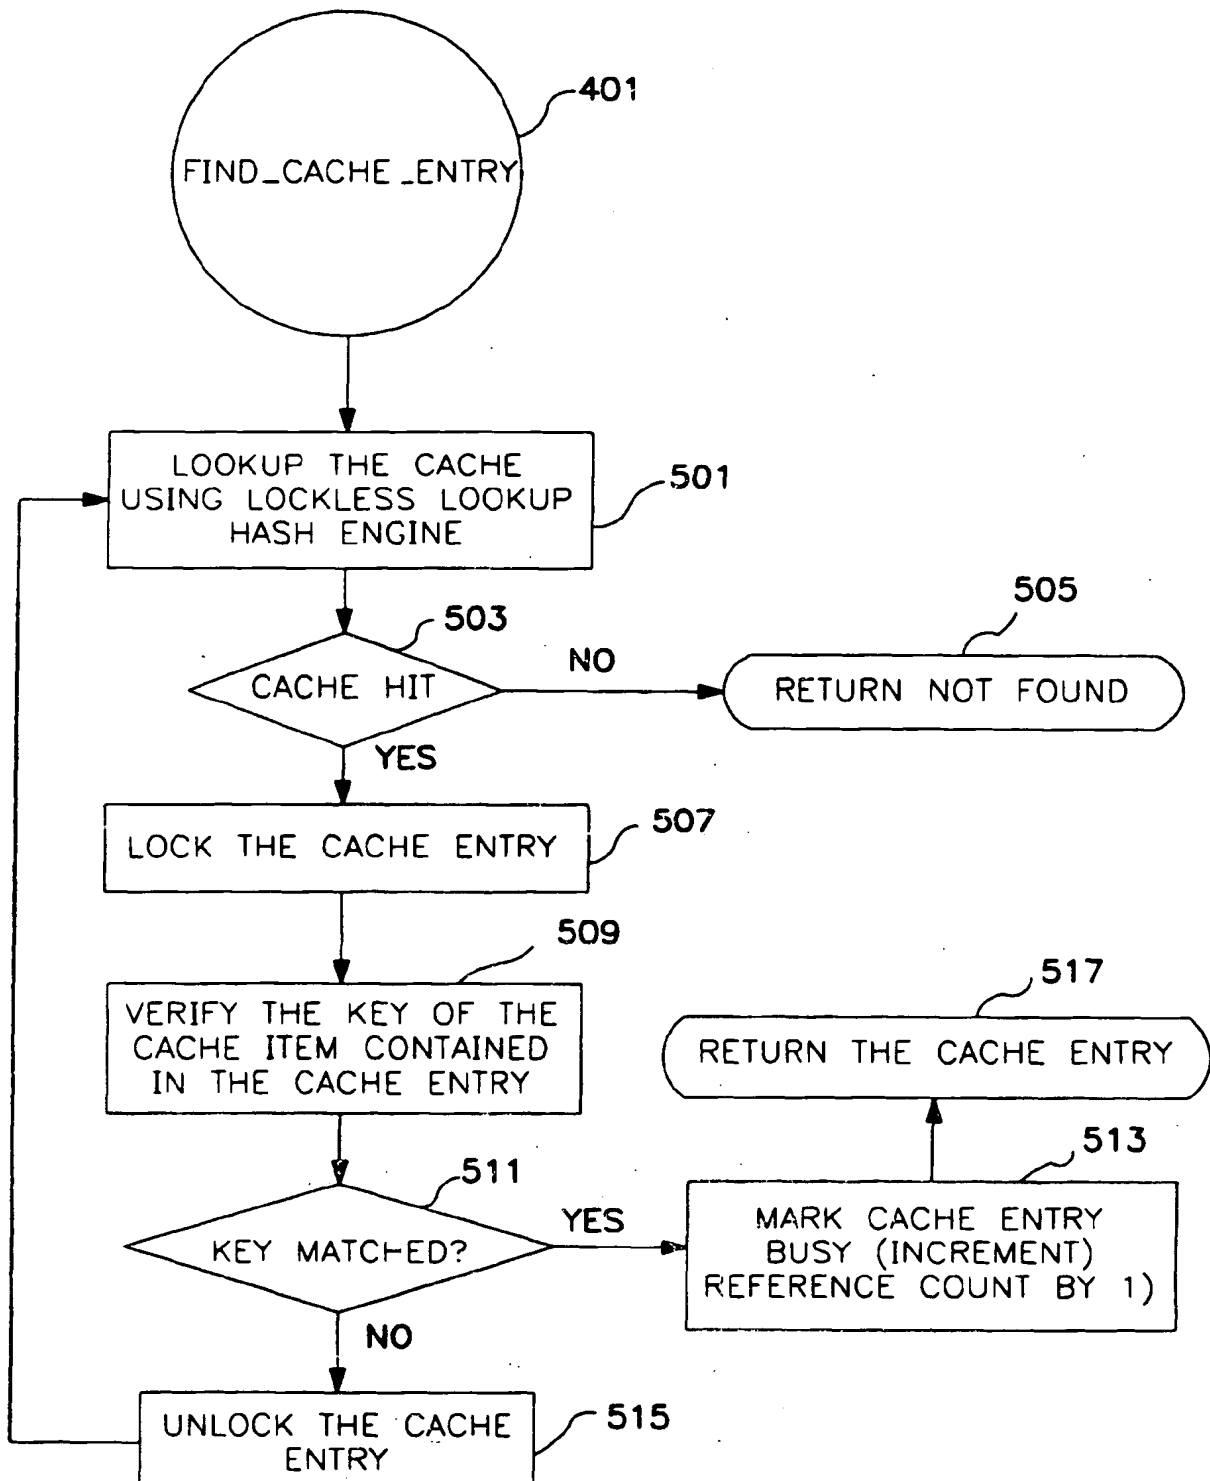 401
FIND_CACHE_ENTRY
LOOKUP THE CACHE
USING LOCKLESS LOOKUP
HASH ENGINE
501
503
CACHE HIT
NO
505
RETURN NOT FOUND
YES
LOCK THE CACHE ENTRY
507
509
VERIFY THE KEY OF THE
CACHE ITEM CONTAINED
IN THE CACHE ENTRY
517
RETURN THE CACHE ENTRY
511
KEY MATCHED?
YES
513
MARK CACHE ENTRY
BUSY (INCREMENT)
REFERENCE COUNT BY 1)
NO
UNLOCK THE CACHE
ENTRY
515